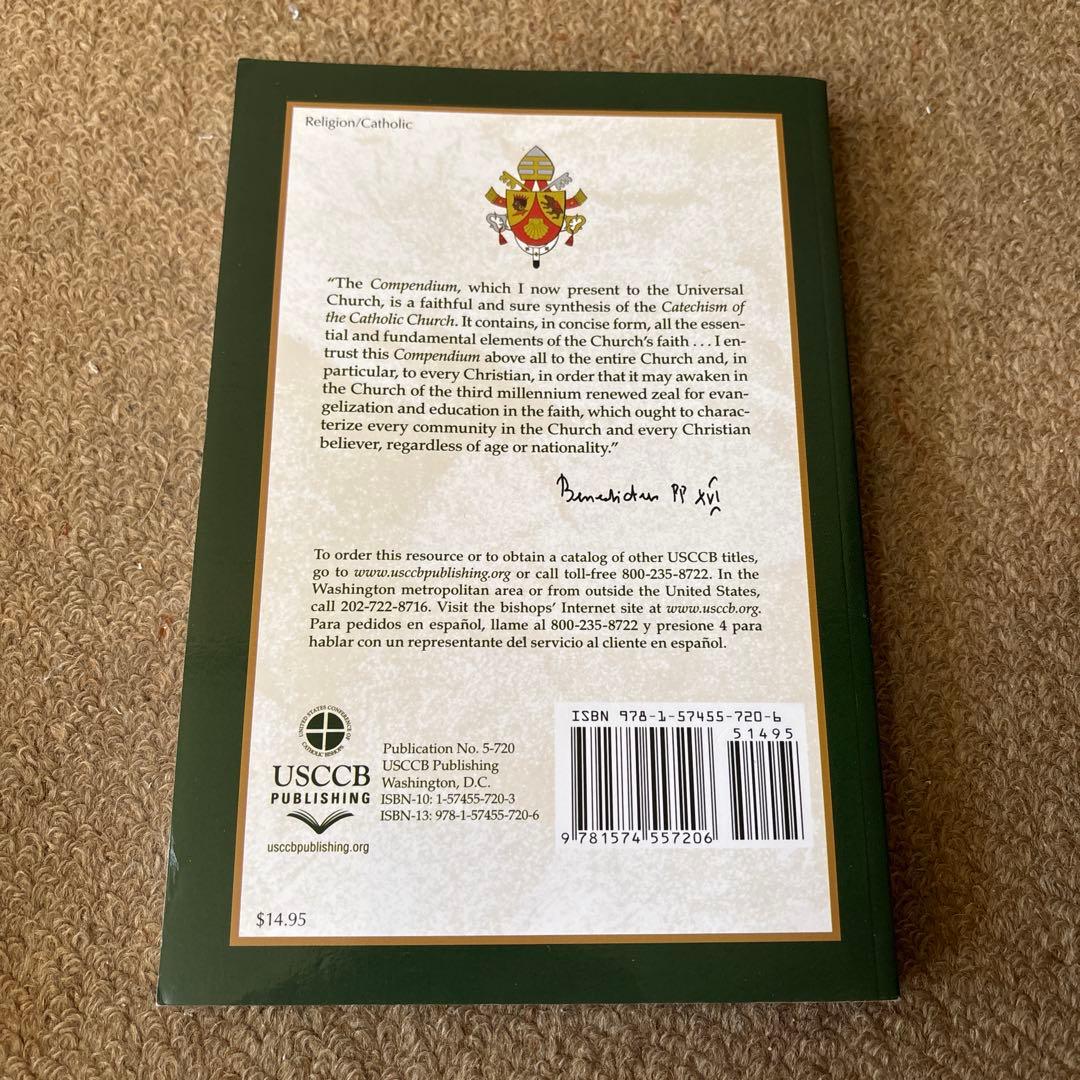 Religion/Catholic
“The Compendium, which I now present to the Universal
Church, is a faithful and sure synthesis of the Catechism of
the Catholic Church. It contains, in concise form, all the essen-
tial and fundamental elements of the Church’s faith . . . I en-
trust this Compendium above all to the entire Church and, in
particular, to every Christian, in order that it may awaken in
the Church of the third millennium renewed zeal for evan-
gelization and education in the faith, which ought to charac-
terize every community in the Church and every Christian
believer, regardless of age or nationality.”
Benedictus PP XVI
To order this resource or to obtain a catalog of other USCCB titles,
go to www.usccbpublishing.org or call toll-free 800-235-8722. In the
Washington metropolitan area or from outside the United States,
call 202-722-8716. Visit the bishops’ Internet site at www.usccb.org.
Para pedidos en español, llame al 800-235-8722 y presione 4 para
hablar con un representante del servicio al cliente en español.
UNITED STATES CONFERENCE OF
CATHOLIC BISHOPS
USCCB
PUBLISHING
usccbpublishing.org
Publication No. 5-720
USCCB Publishing
Washington, D.C.
ISBN-10: 1-57455-720-3
ISBN-13: 978-1-57455-720-6
ISBN 978-1-57455-720-6
51495
9 781574 557206
$14.95